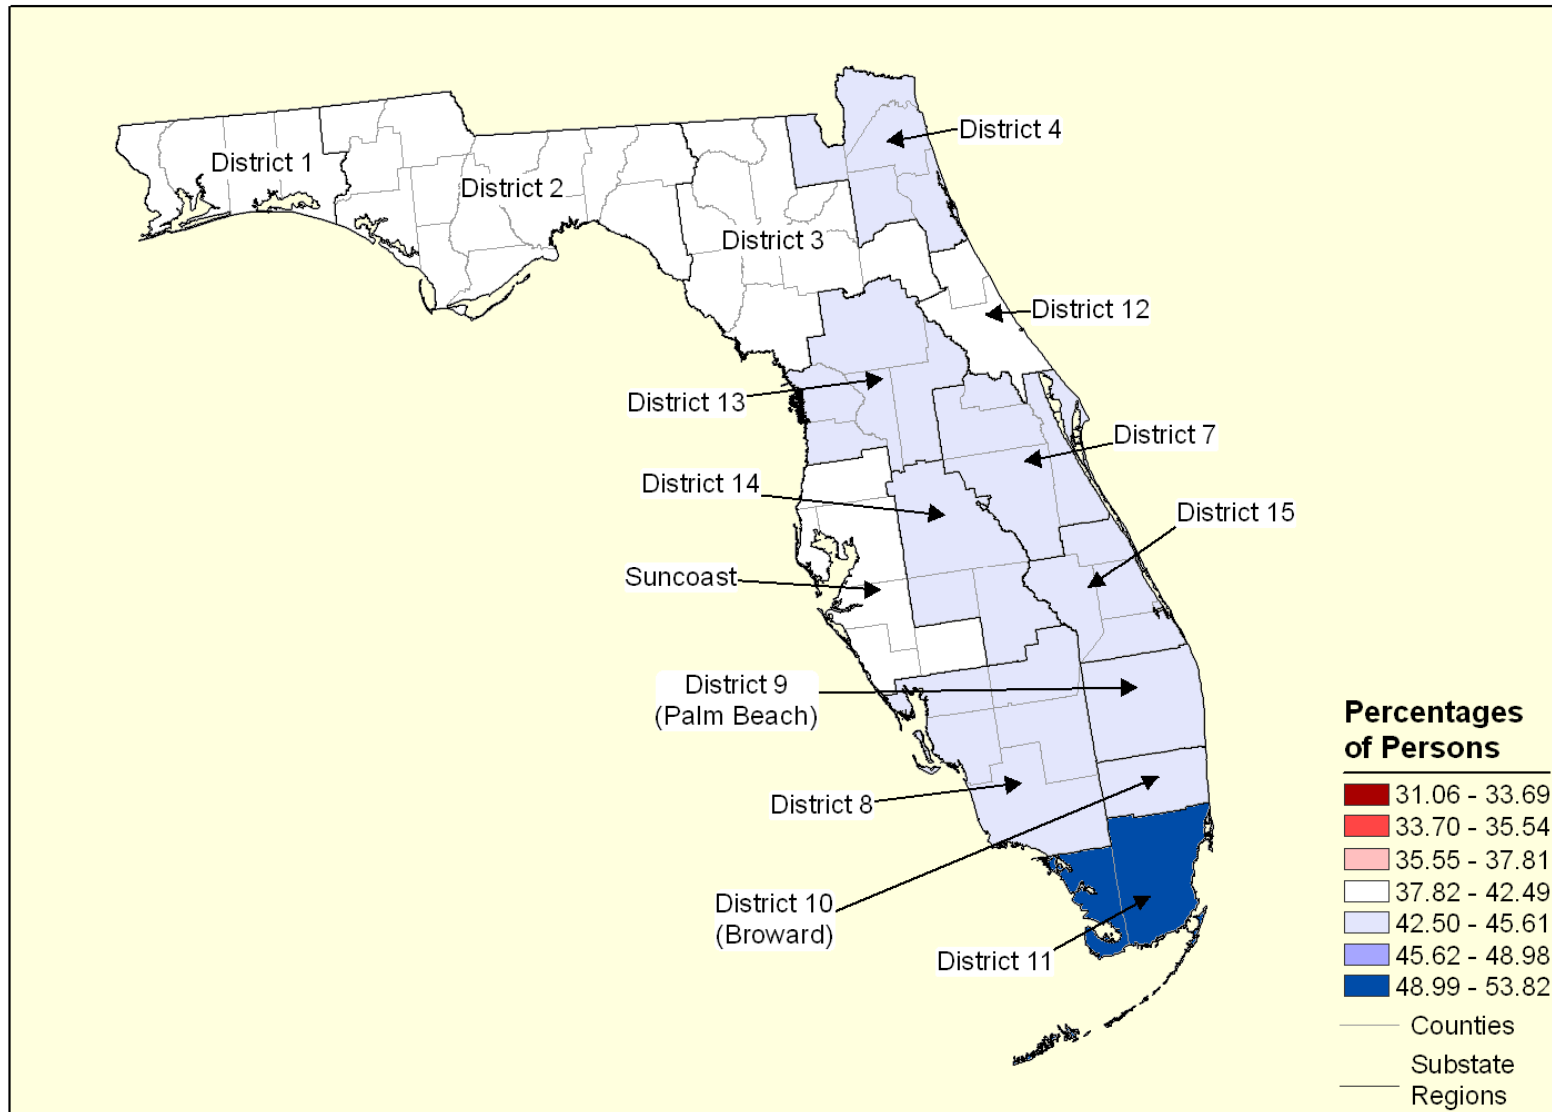 District 4
District 1
District 2
District 3
District 12
District 13
District 7
District 14
District 15
Suncoast
District 9
(Palm Beach)
District 8
District 10
(Broward)
District 11
Percentages
of Persons
31.06 - 33.69
33.70 - 35.54
35.55 - 37.81
37.82 - 42.49
42.50 - 45.61
45.62 - 48.98
48.99 - 53.82
Counties
Substate
Regions